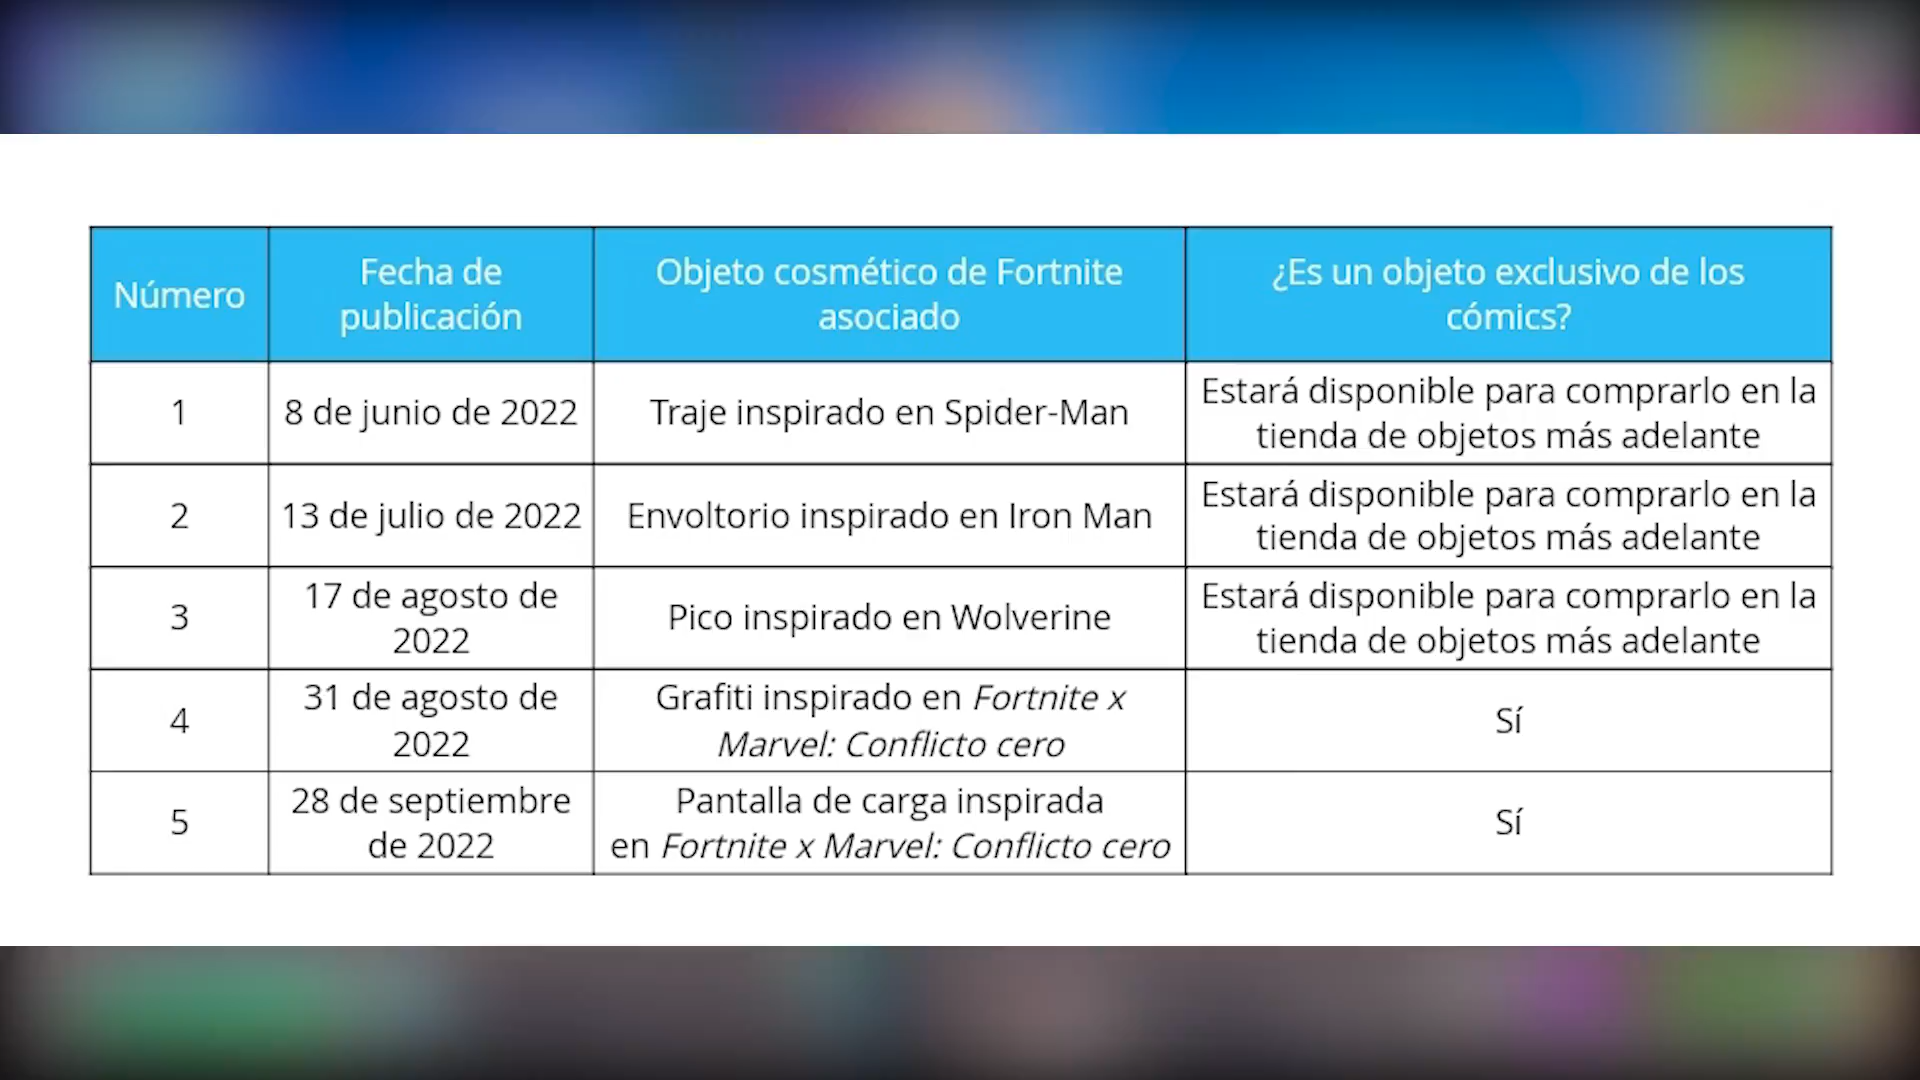 Número
Fecha de
publicación
Objeto cosmético de Fortnite
asociado
¿Es un objeto exclusivo de los
cómics?
1
8 de junio de 2022
Traje inspirado en Spider-Man
Estará disponible para comprarlo en la
tienda de objetos más adelante
2
13 de julio de 2022
Envoltorio inspirado en Iron Man
Estará disponible para comprarlo en la
tienda de objetos más adelante
3
17 de agosto de
2022
Pico inspirado en Wolverine
Estará disponible para comprarlo en la
tienda de objetos más adelante
4
31 de agosto de
2022
Grafiti inspirado en Fortnite x
Marvel: Conflicto cero
Sí
5
28 de septiembre
de 2022
Pantalla de carga inspirada
en Fortnite x Marvel: Conflicto cero
Sí